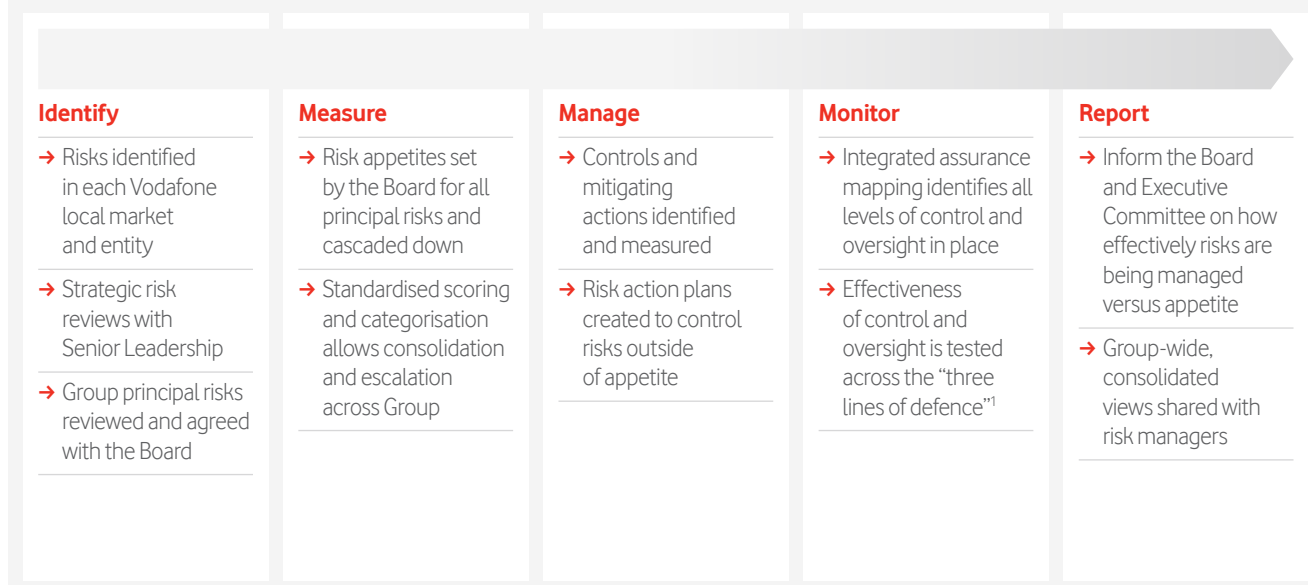 Identify
→ Risks identified
in each Vodafone
local market
and entity
→ Strategic risk
reviews with
Senior Leadership
→ Group principal risks
reviewed and agreed
with the Board
Measure
→ Risk appetites set
by the Board for all
principal risks and
cascaded down
→ Standardised scoring
and categorisation
allows consolidation
and escalation
across Group
Manage
→ Controls and
mitigating
actions identified
and measured
→ Risk action plans
created to control
risks outside
of appetite
Monitor
→ Integrated assurance
mapping identifies all
levels of control and
oversight in place
→ Effectiveness
of control and
oversight is tested
across the “three
lines of defence”1
Report
→ Inform the Board
and Executive
Committee on how
effectively risks are
being managed
versus appetite
→ Group-wide,
consolidated
views shared with
risk managers